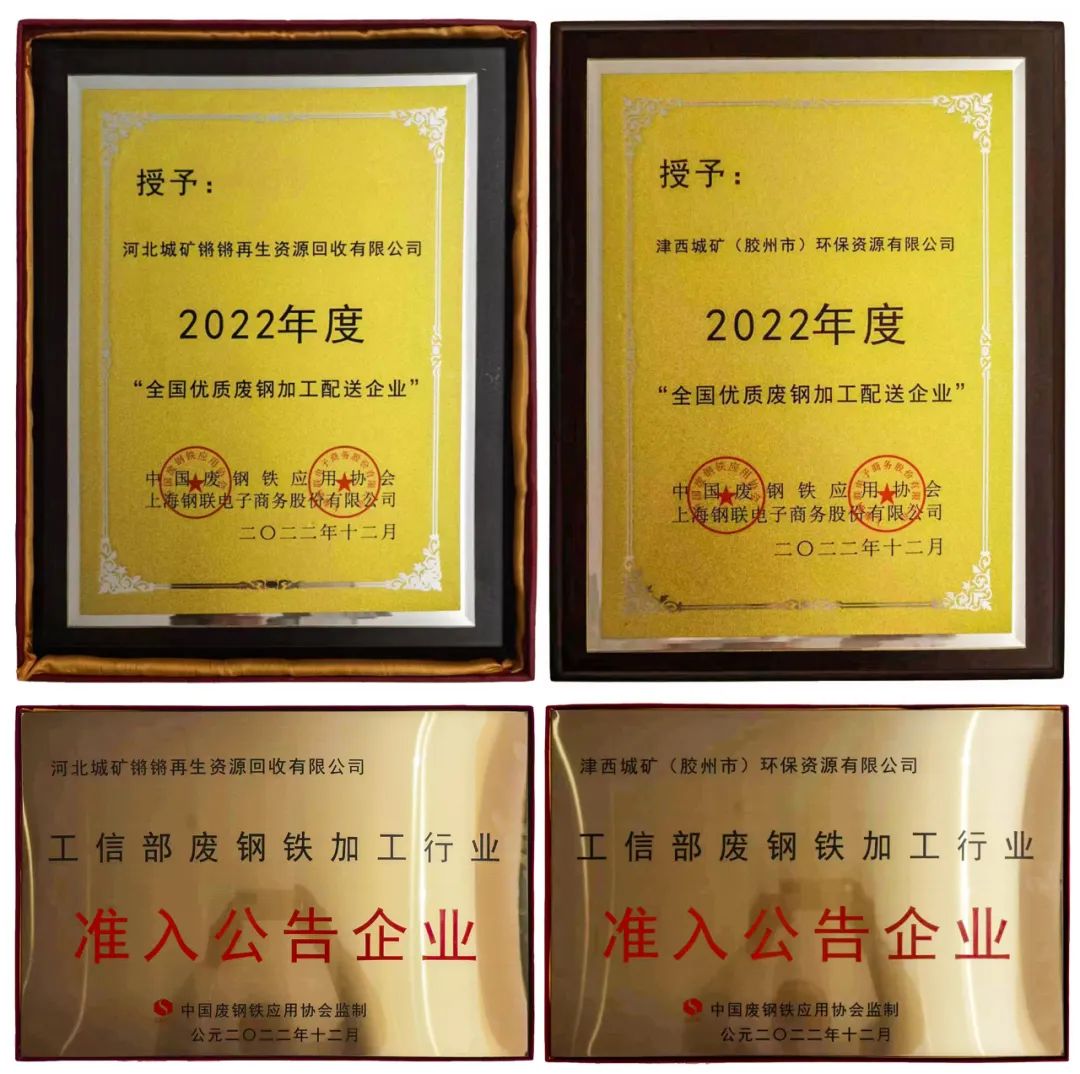 授予：
河北城矿锵锵再生资源回收有限公司
2022年度
“全国优质废钢加工配送企业”
中国废钢铁应用协会
上海钢联电子商务股份有限公司
二〇二二年十二月
授予：
津西城矿（胶州市）环保资源有限公司
2022年度
“全国优质废钢加工配送企业”
中国废钢铁应用协会
上海钢联电子商务股份有限公司
二〇二二年十二月
河北城矿锵锵再生资源回收有限公司
工信部废钢铁加工行业
准入公告企业
中国废钢铁应用协会监制
公元二〇二二年十二月
津西城矿（胶州市）环保资源有限公司
工信部废钢铁加工行业
准入公告企业
中国废钢铁应用协会监制
公元二〇二二年十二月